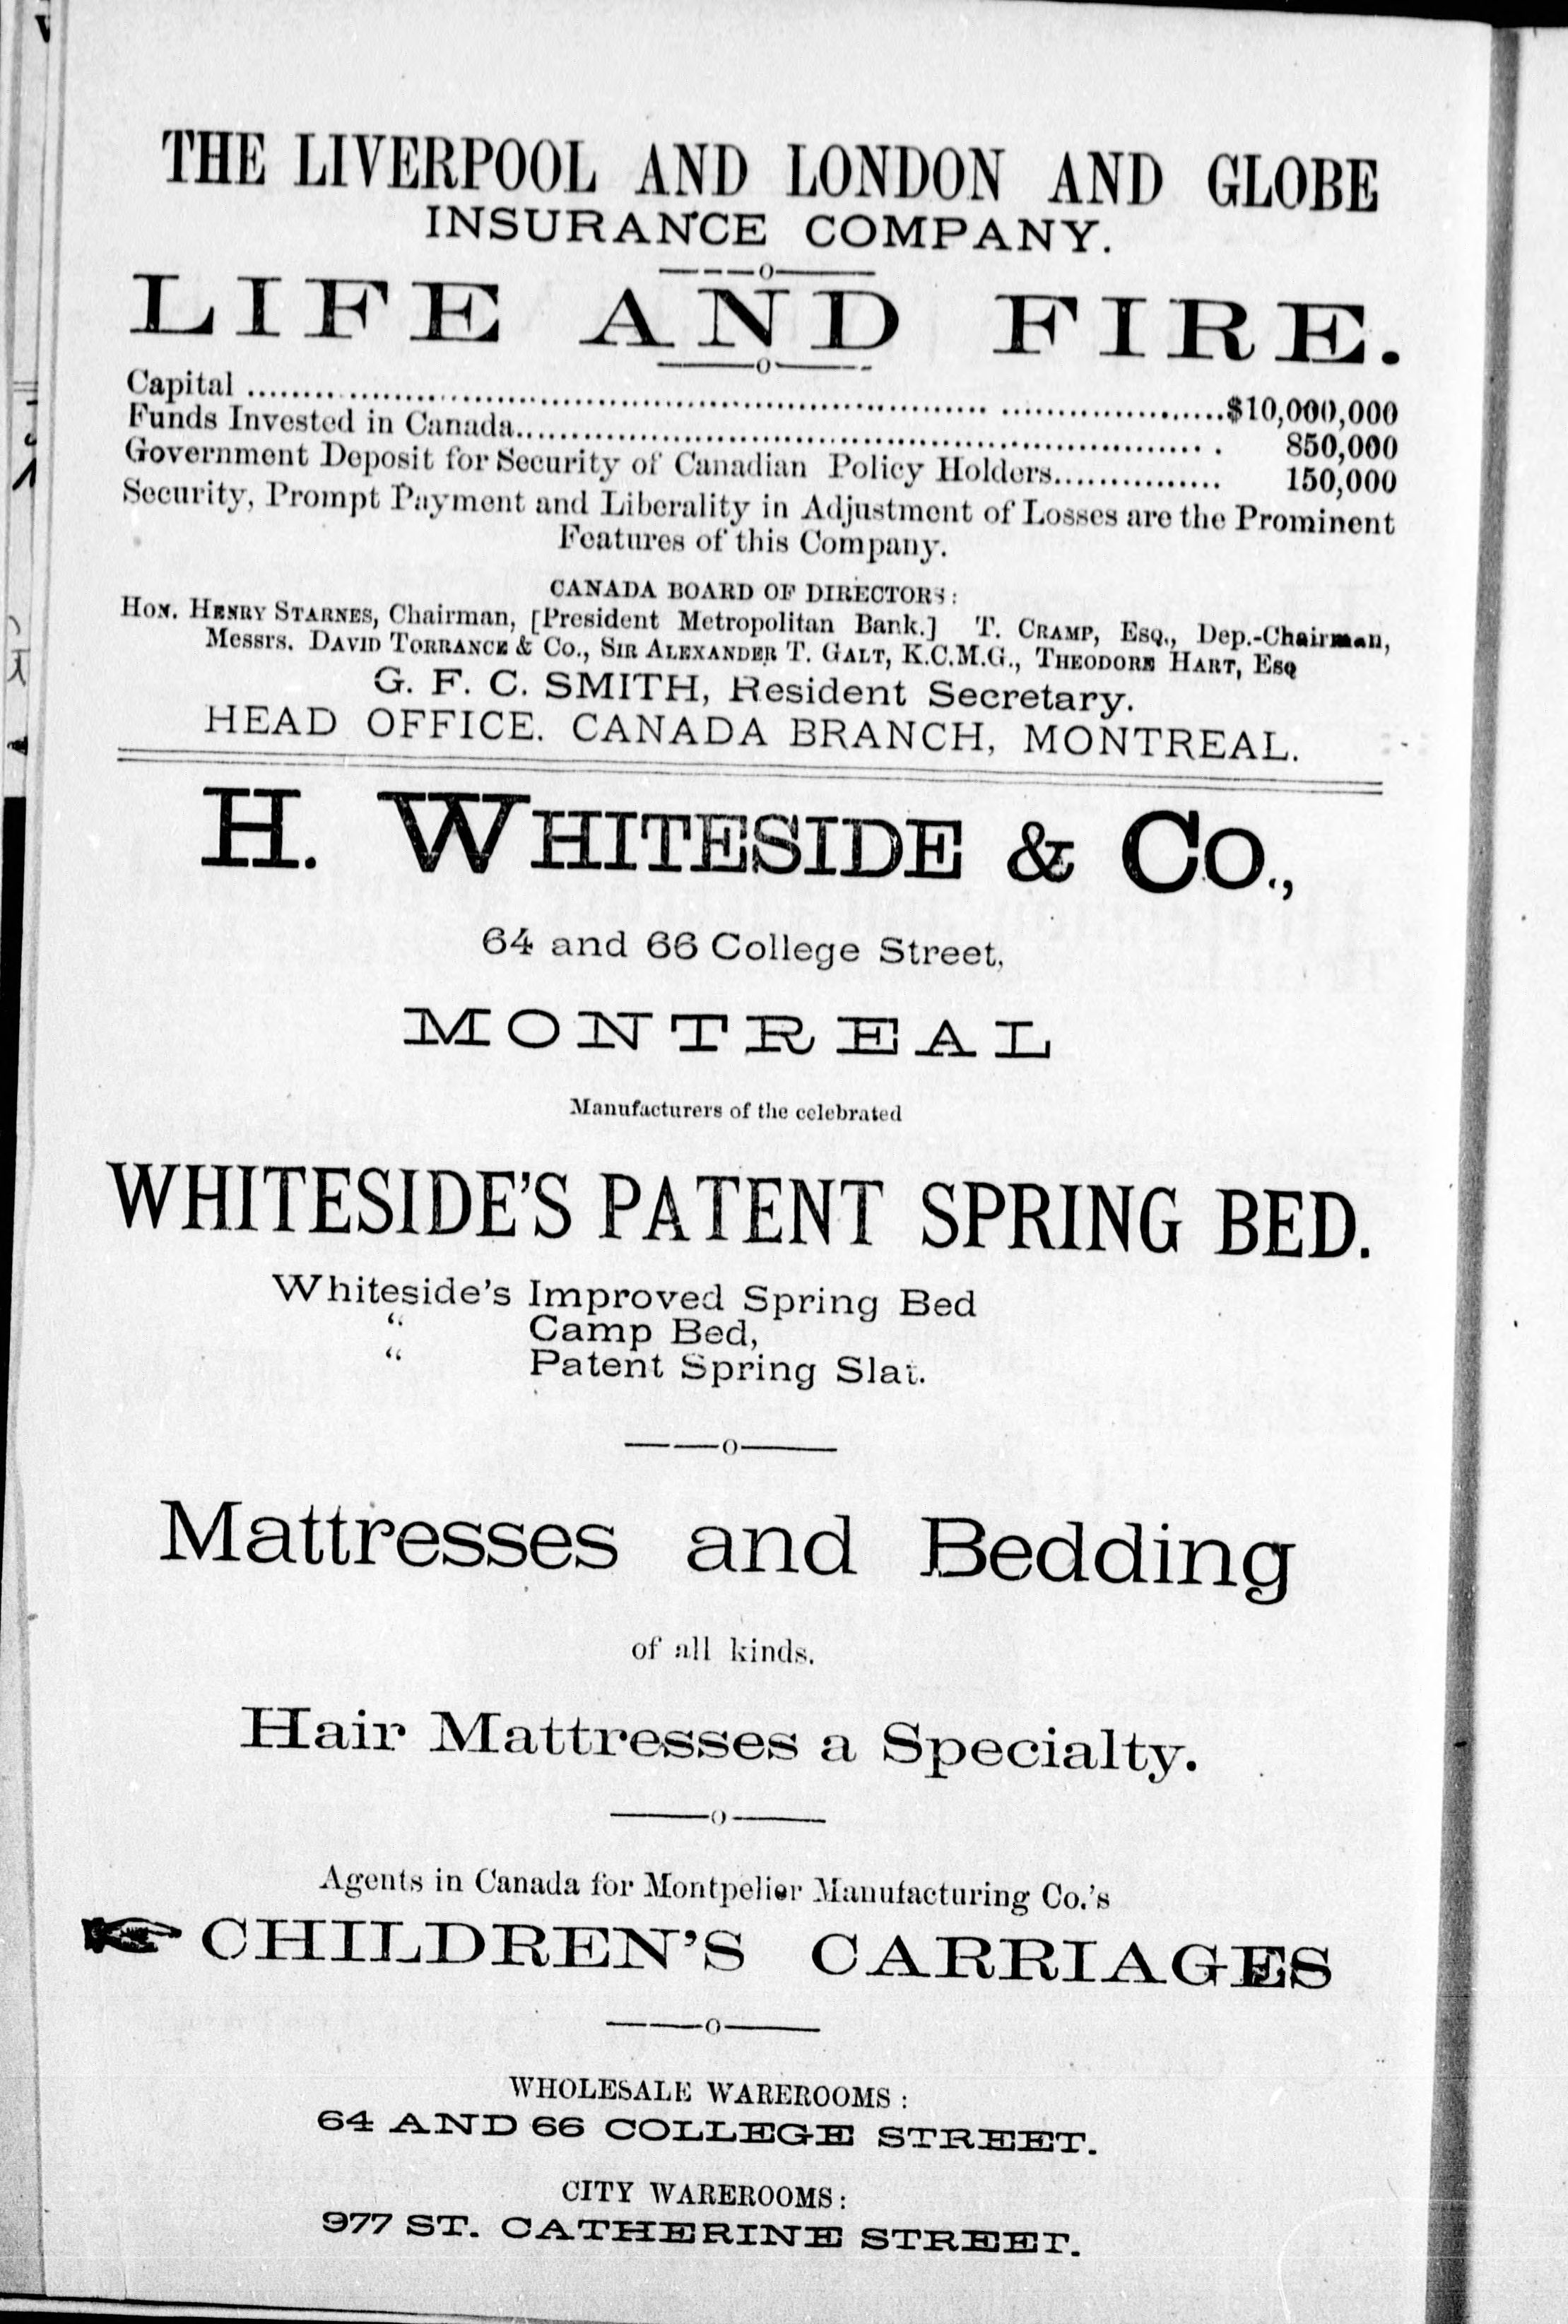 THE LIVERPOOL AND LONDON AND GLOBE
INSURANCE COMPANY.
LIFE AND FIRE.
Capital ........................................................................ $10,000,000
Funds Invested in Canada........................................................ 850,000
Government Deposit for Security of Canadian Policy Holders............... 150,000
Security, Prompt Payment and Liberality in Adjustment of Losses are the Prominent
Features of this Company.
CANADA BOARD OF DIRECTORS:
HON. HENRY STARNES, Chairman, [President Metropolitan Bank.] T. CRAMP, ESQ., Dep.-Chairman,
Messrs. DAVID TORRANCE & CO., SIR ALEXANDER T. GALT, K.C.M.G., THEODORE HART, ESQ
G. F. C. SMITH, Resident Secretary.
HEAD OFFICE. CANADA BRANCH, MONTREAL.
H. WHITESIDE & CO.,
64 and 66 College Street,
MONTREAL
Manufacturers of the celebrated
WHITESIDE'S PATENT SPRING BED.
Whiteside's Improved Spring Bed
“ Camp Bed,
“ Patent Spring Slat.
Mattresses and Bedding
of all kinds.
Hair Mattresses a Specialty.
Agents in Canada for Montpelier Manufacturing Co.'s
CHILDREN'S CARRIAGES
WHOLESALE WAREROOMS:
64 AND 66 COLLEGE STREET.
CITY WAREROOMS:
977 ST. CATHERINE STREET.